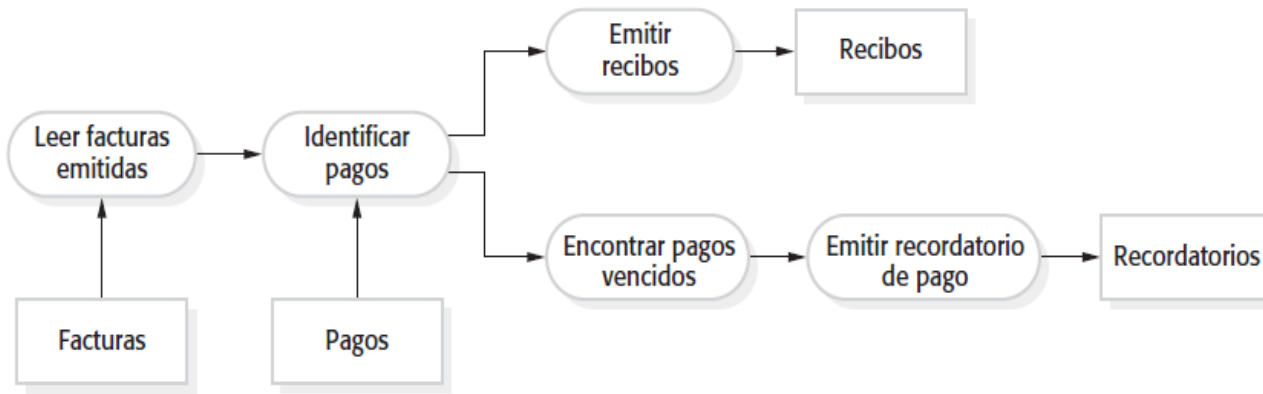 Emitir
recibos
Recibos
Leer facturas
emitidas
Identificar
pagos
Encontrar pagos
vencidos
Emitir recordatorio
de pago
Recordatorios
Facturas
Pagos